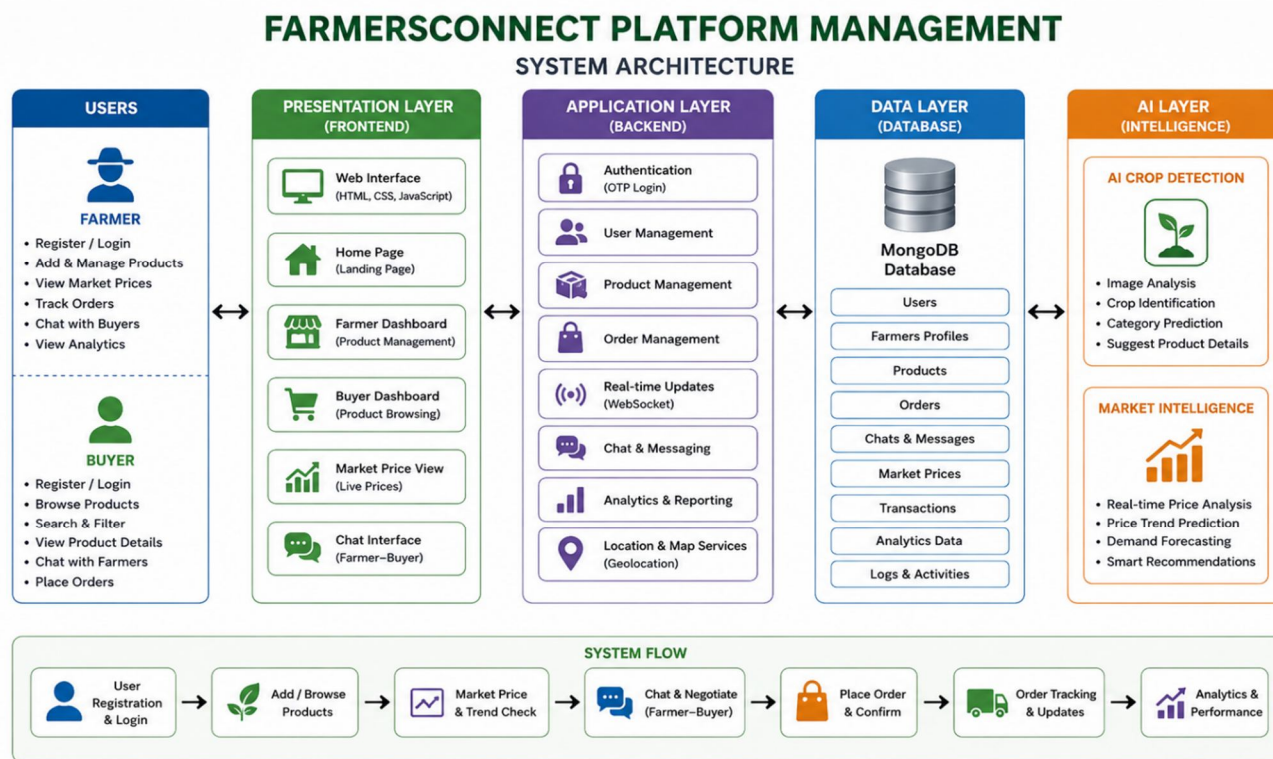 FARMERSCONNECT PLATFORM MANAGEMENT
SYSTEM ARCHITECTURE
USERS
FARMER
• Register / Login
• Add & Manage Products
• View Market Prices
• Track Orders
• Chat with Buyers
• View Analytics
BUYER
• Register / Login
• Browse Products
• Search & Filter
• View Product Details
• Chat with Farmers
• Place Orders
PRESENTATION LAYER
(FRONTEND)
Web Interface
(HTML, CSS, JavaScript)
Home Page
(Landing Page)
Farmer Dashboard
(Product Management)
Buyer Dashboard
(Product Browsing)
Market Price View
(Live Prices)
Chat Interface
(Farmer–Buyer)
APPLICATION LAYER
(BACKEND)
Authentication
(OTP Login)
User Management
Product Management
Order Management
Real-time Updates
(WebSocket)
Chat & Messaging
Analytics & Reporting
Location & Map Services
(Geolocation)
DATA LAYER
(DATABASE)
MongoDB
Database
Users
Farmers Profiles
Products
Orders
Chats & Messages
Market Prices
Transactions
Analytics Data
Logs & Activities
AI LAYER
(INTELLIGENCE)
AI CROP DETECTION
• Image Analysis
• Crop Identification
• Category Prediction
• Suggest Product Details
MARKET INTELLIGENCE
• Real-time Price Analysis
• Price Trend Prediction
• Demand Forecasting
• Smart Recommendations
SYSTEM FLOW
User
Registration
& Login
Add / Browse
Products
Market Price
& Trend Check
Chat & Negotiate
(Farmer–Buyer)
Place Order
& Confirm
Order Tracking
& Updates
Analytics &
Performance